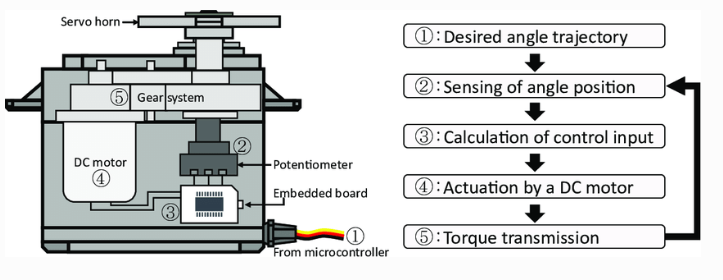 Servo horn
⑤ Gear system
DC motor
④
②
Potentiometer
Embedded board
③
①
From microcontroller
①: Desired angle trajectory
②: Sensing of angle position
③: Calculation of control input
④: Actuation by a DC motor
⑤: Torque transmission